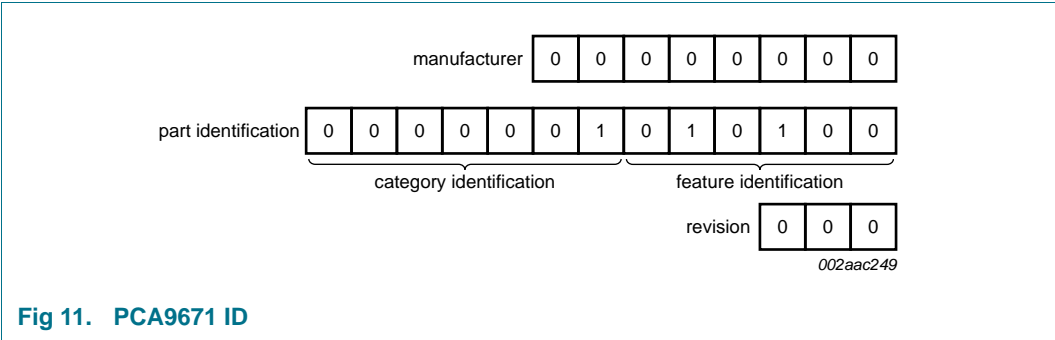 manufacturer 0 0 0 0 0 0 0 0
part identification 0 0 0 0 0 0 1 0 1 0 1 0 0
category identification feature identification
revision 0 0 0
002aac249
Fig 11. PCA9671 ID